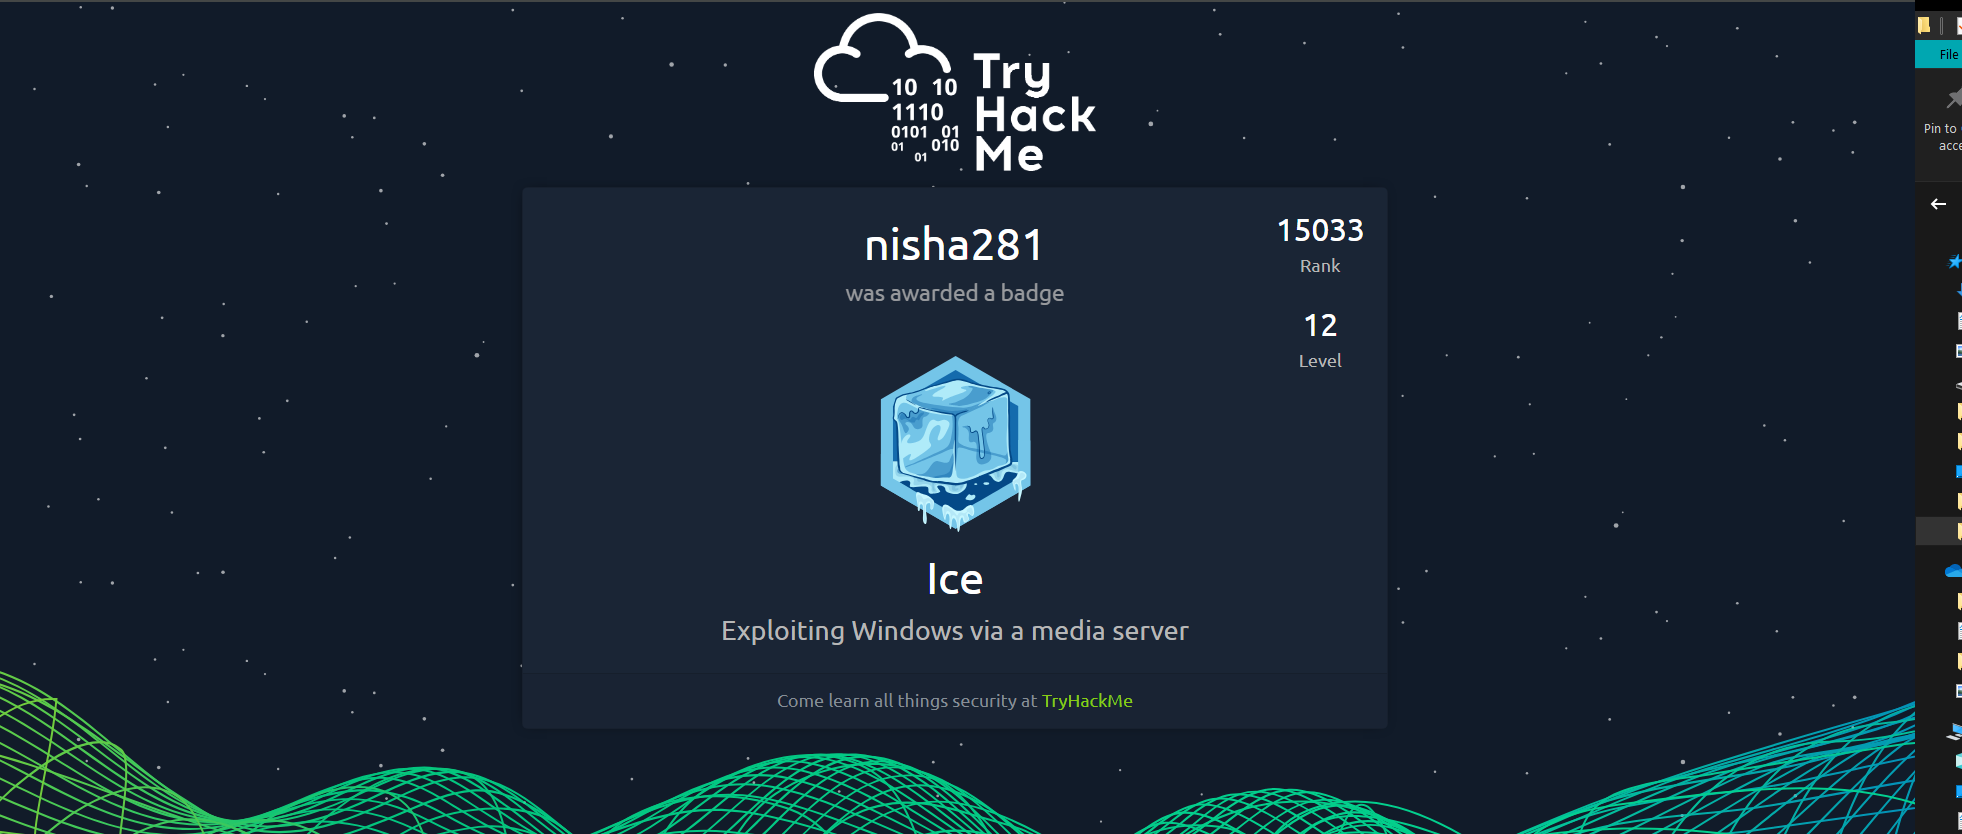 10 10
1110
0101 01
01 010
01
Try
Hack
Me
nisha281
was awarded a badge
15033
Rank
12
Level
Ice
Exploiting Windows via a media server
Come learn all things security at TryHackMe
File
Pin to